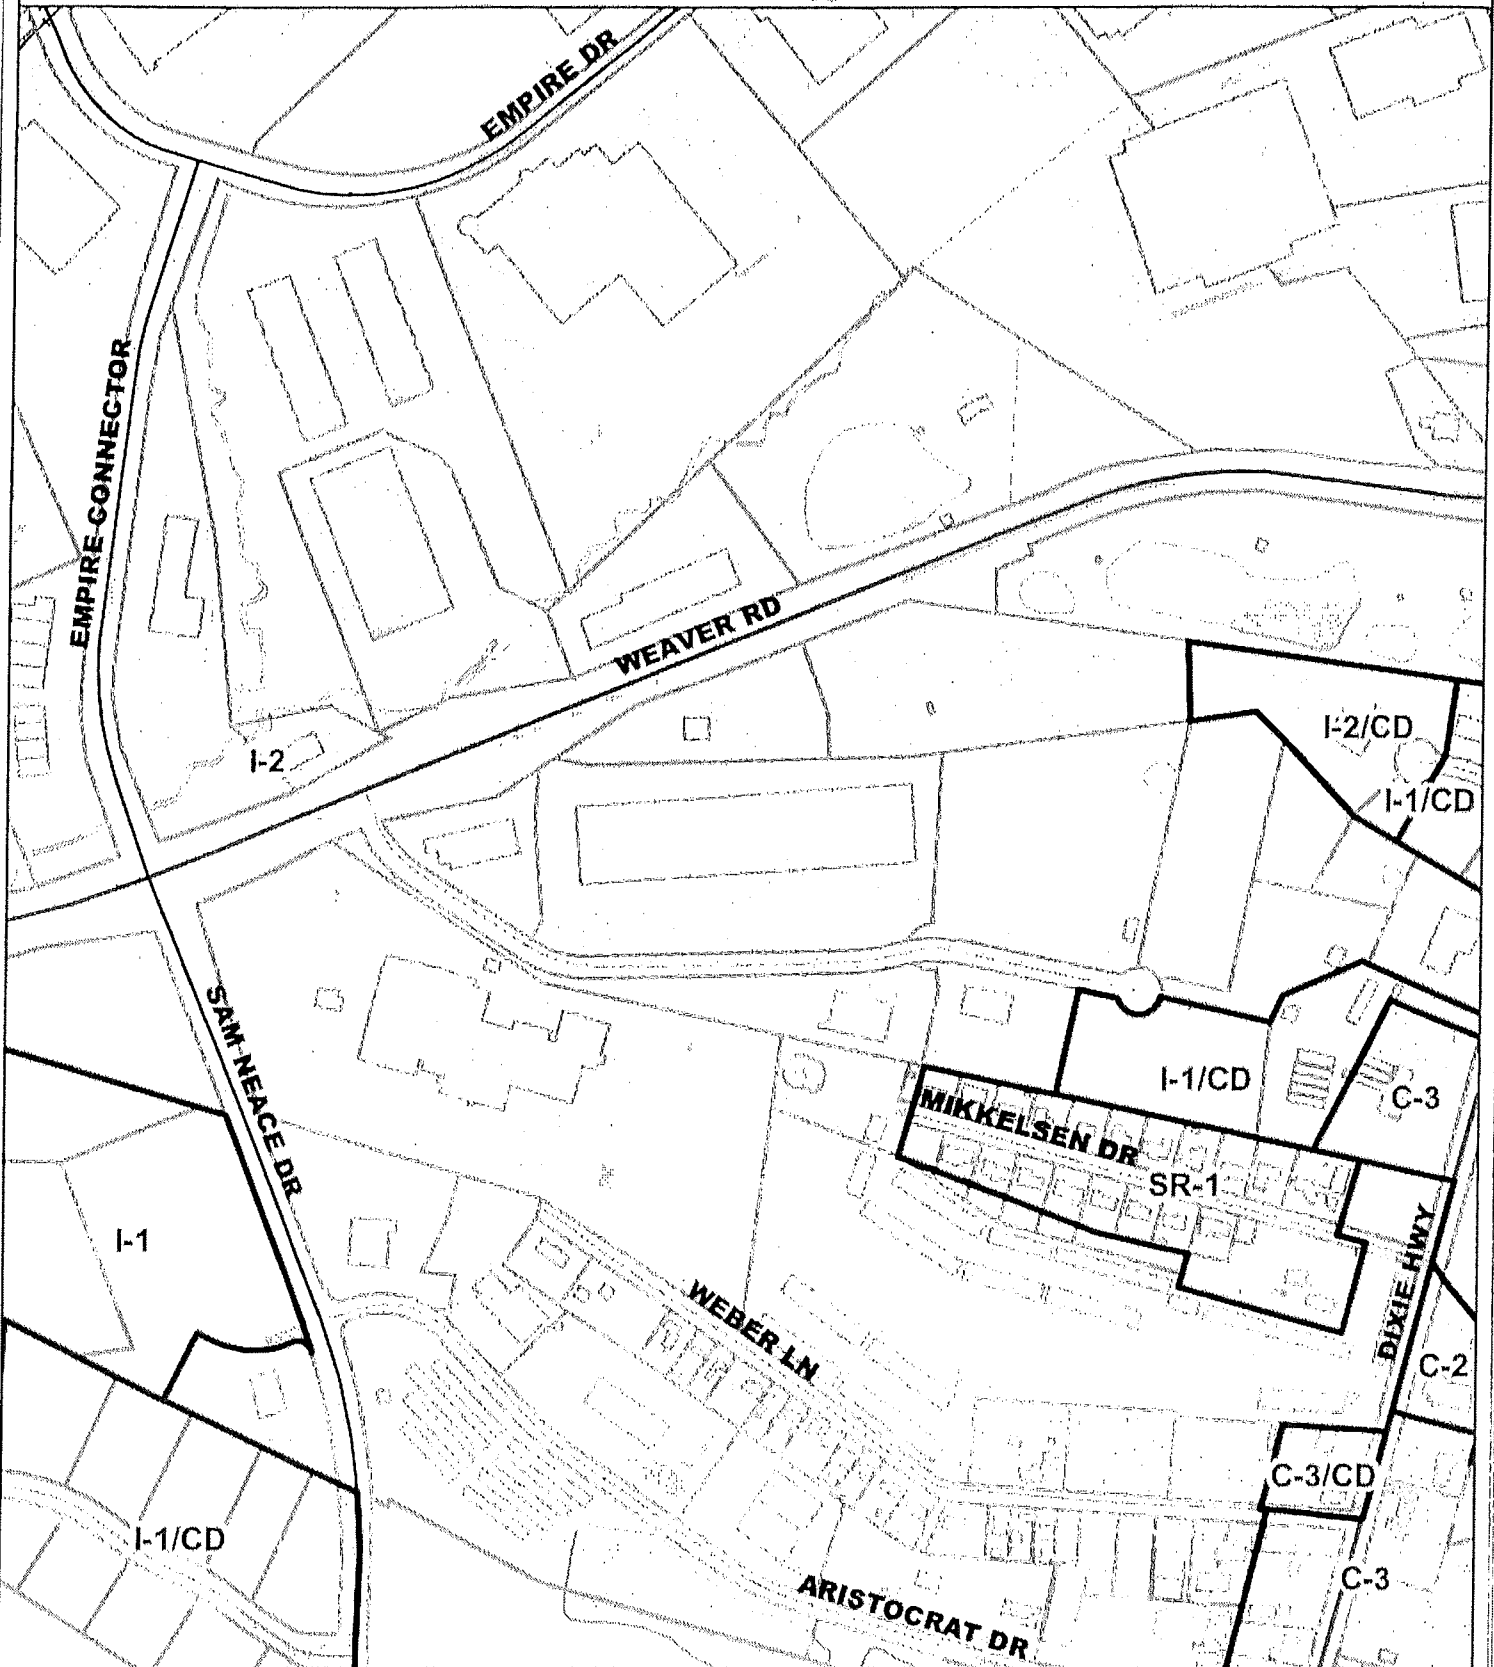 EMPIRE DR
EMPIRE CONNECTOR
WEAVER RD
I-2/CD
I-2
I-1/CD
SAM NEACE DR
I-1/CD
C-3
MIKKELSEN DR
SR-1
I-1
DIXIE HWY
WEBER LN
C-2
C-3/CD
I-1/CD
C-3
ARISTOCRAT DR